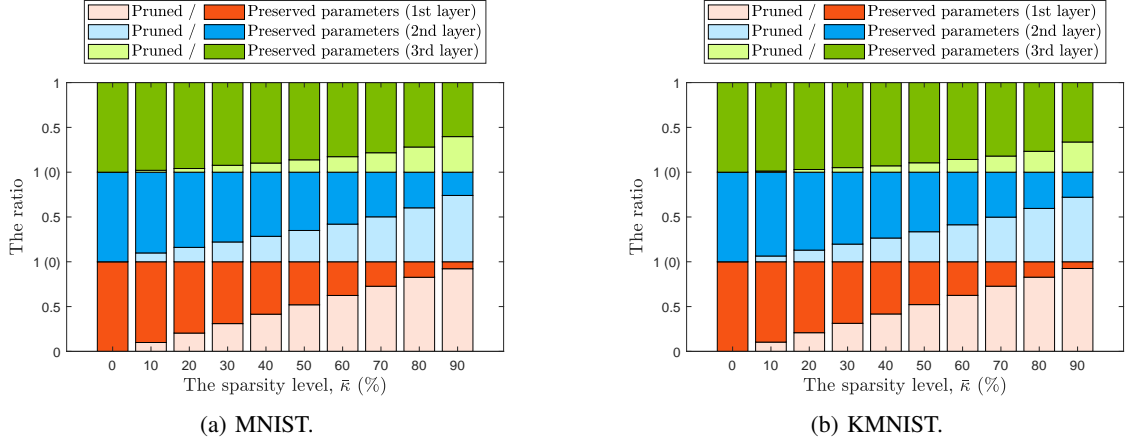 Pruned / Preserved parameters (1st layer)
Pruned / Preserved parameters (2nd layer)
Pruned / Preserved parameters (3rd layer)
1
0.5
1 (0)
0.5
1 (0)
0.5
0
The ratio
0 10 20 30 40 50 60 70 80 90
The sparsity level, κ̄ (%)
(a) MNIST.
Pruned / Preserved parameters (1st layer)
Pruned / Preserved parameters (2nd layer)
Pruned / Preserved parameters (3rd layer)
1
0.5
1 (0)
0.5
1 (0)
0.5
0
The ratio
0 10 20 30 40 50 60 70 80 90
The sparsity level, κ̄ (%)
(b) KMNIST.